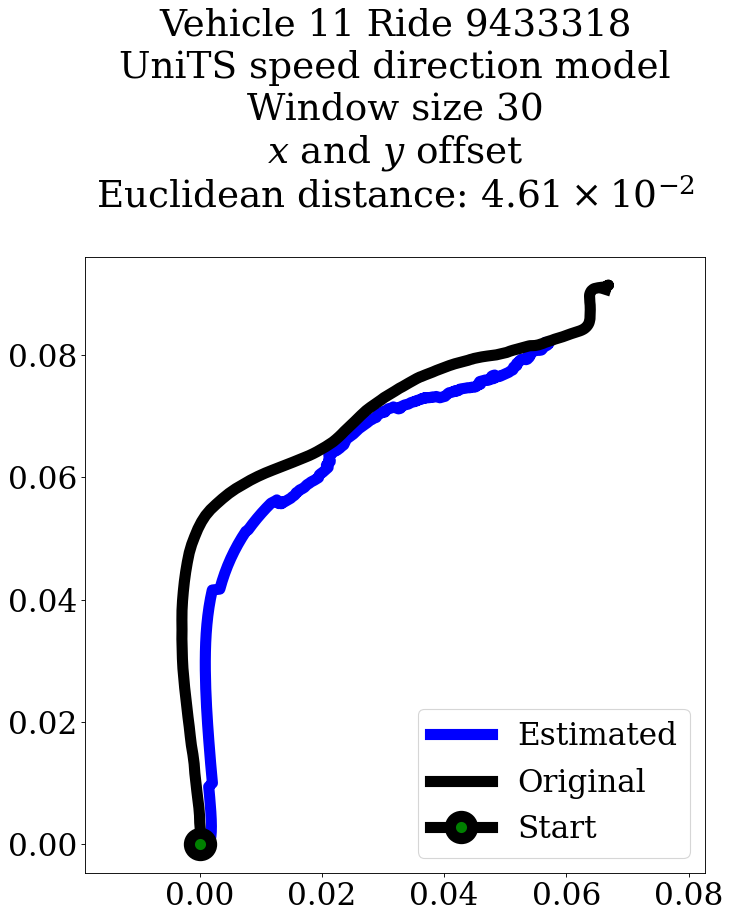 Vehicle 11 Ride 9433318
UniTS speed direction model
Window size 30
x and y offset
Euclidean distance: 4.61 × 10⁻²
0.08
0.06
0.04
0.02
0.00
Estimated
Original
Start
0.00 0.02 0.04 0.06 0.08